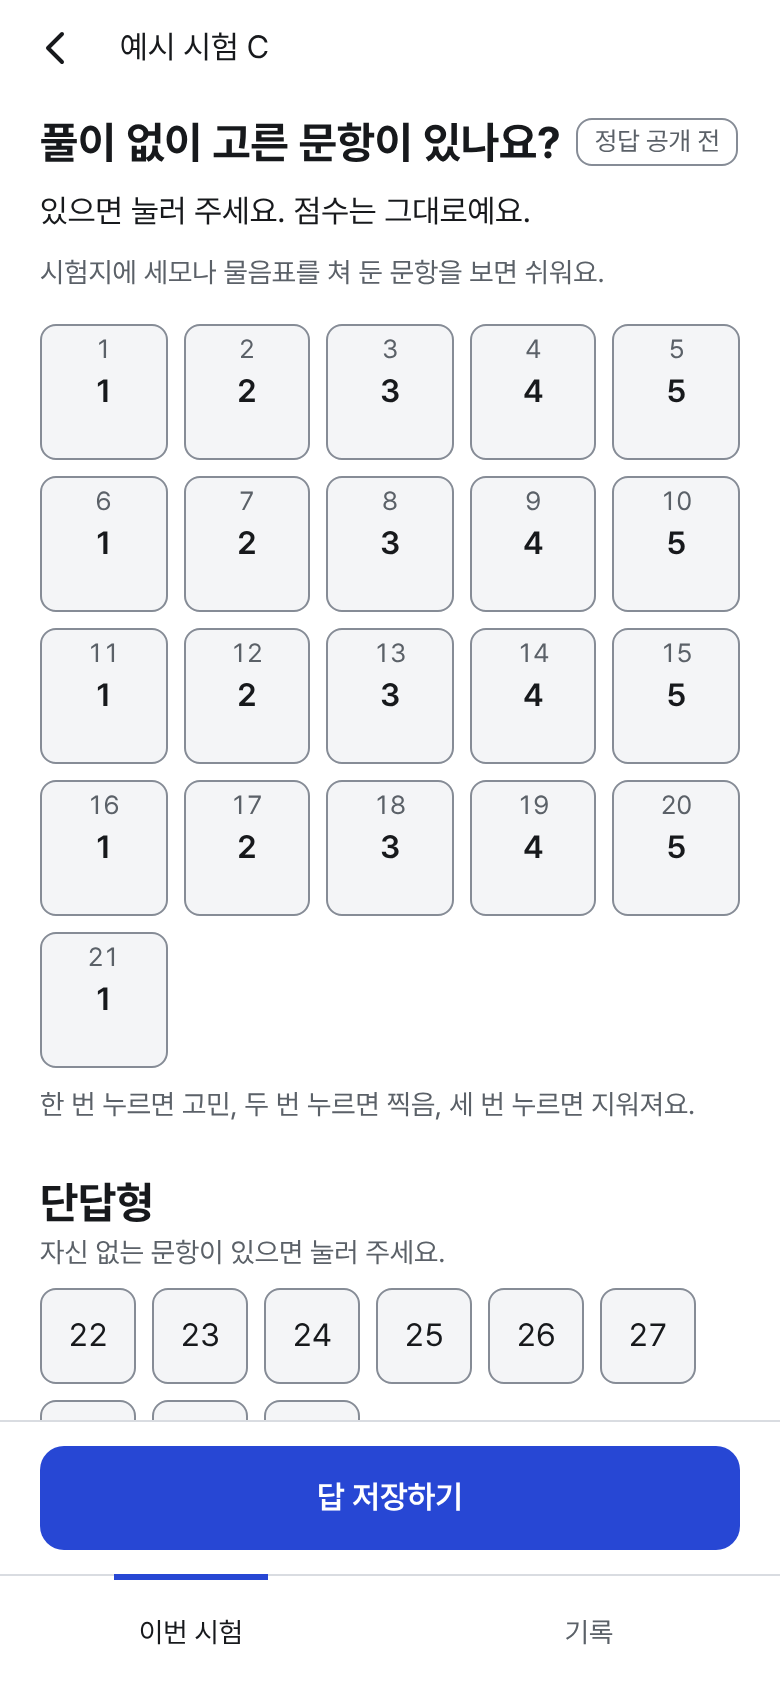 예시 시험 C
풀이 없이 고른 문항이 있나요? 정답 공개 전
있으면 눌러 주세요. 점수는 그대로예요.
시험지에 세모나 물음표를 쳐 둔 문항을 보면 쉬워요.
1 2 3 4 5
1 2 3 4 5
6 7 8 9 10
1 2 3 4 5
11 12 13 14 15
1 2 3 4 5
16 17 18 19 20
1 2 3 4 5
21
1
한 번 누르면 고민, 두 번 누르면 찍음, 세 번 누르면 지워져요.
단답형
자신 없는 문항이 있으면 눌러 주세요.
22 23 24 25 26 27
답 저장하기
이번 시험 기록